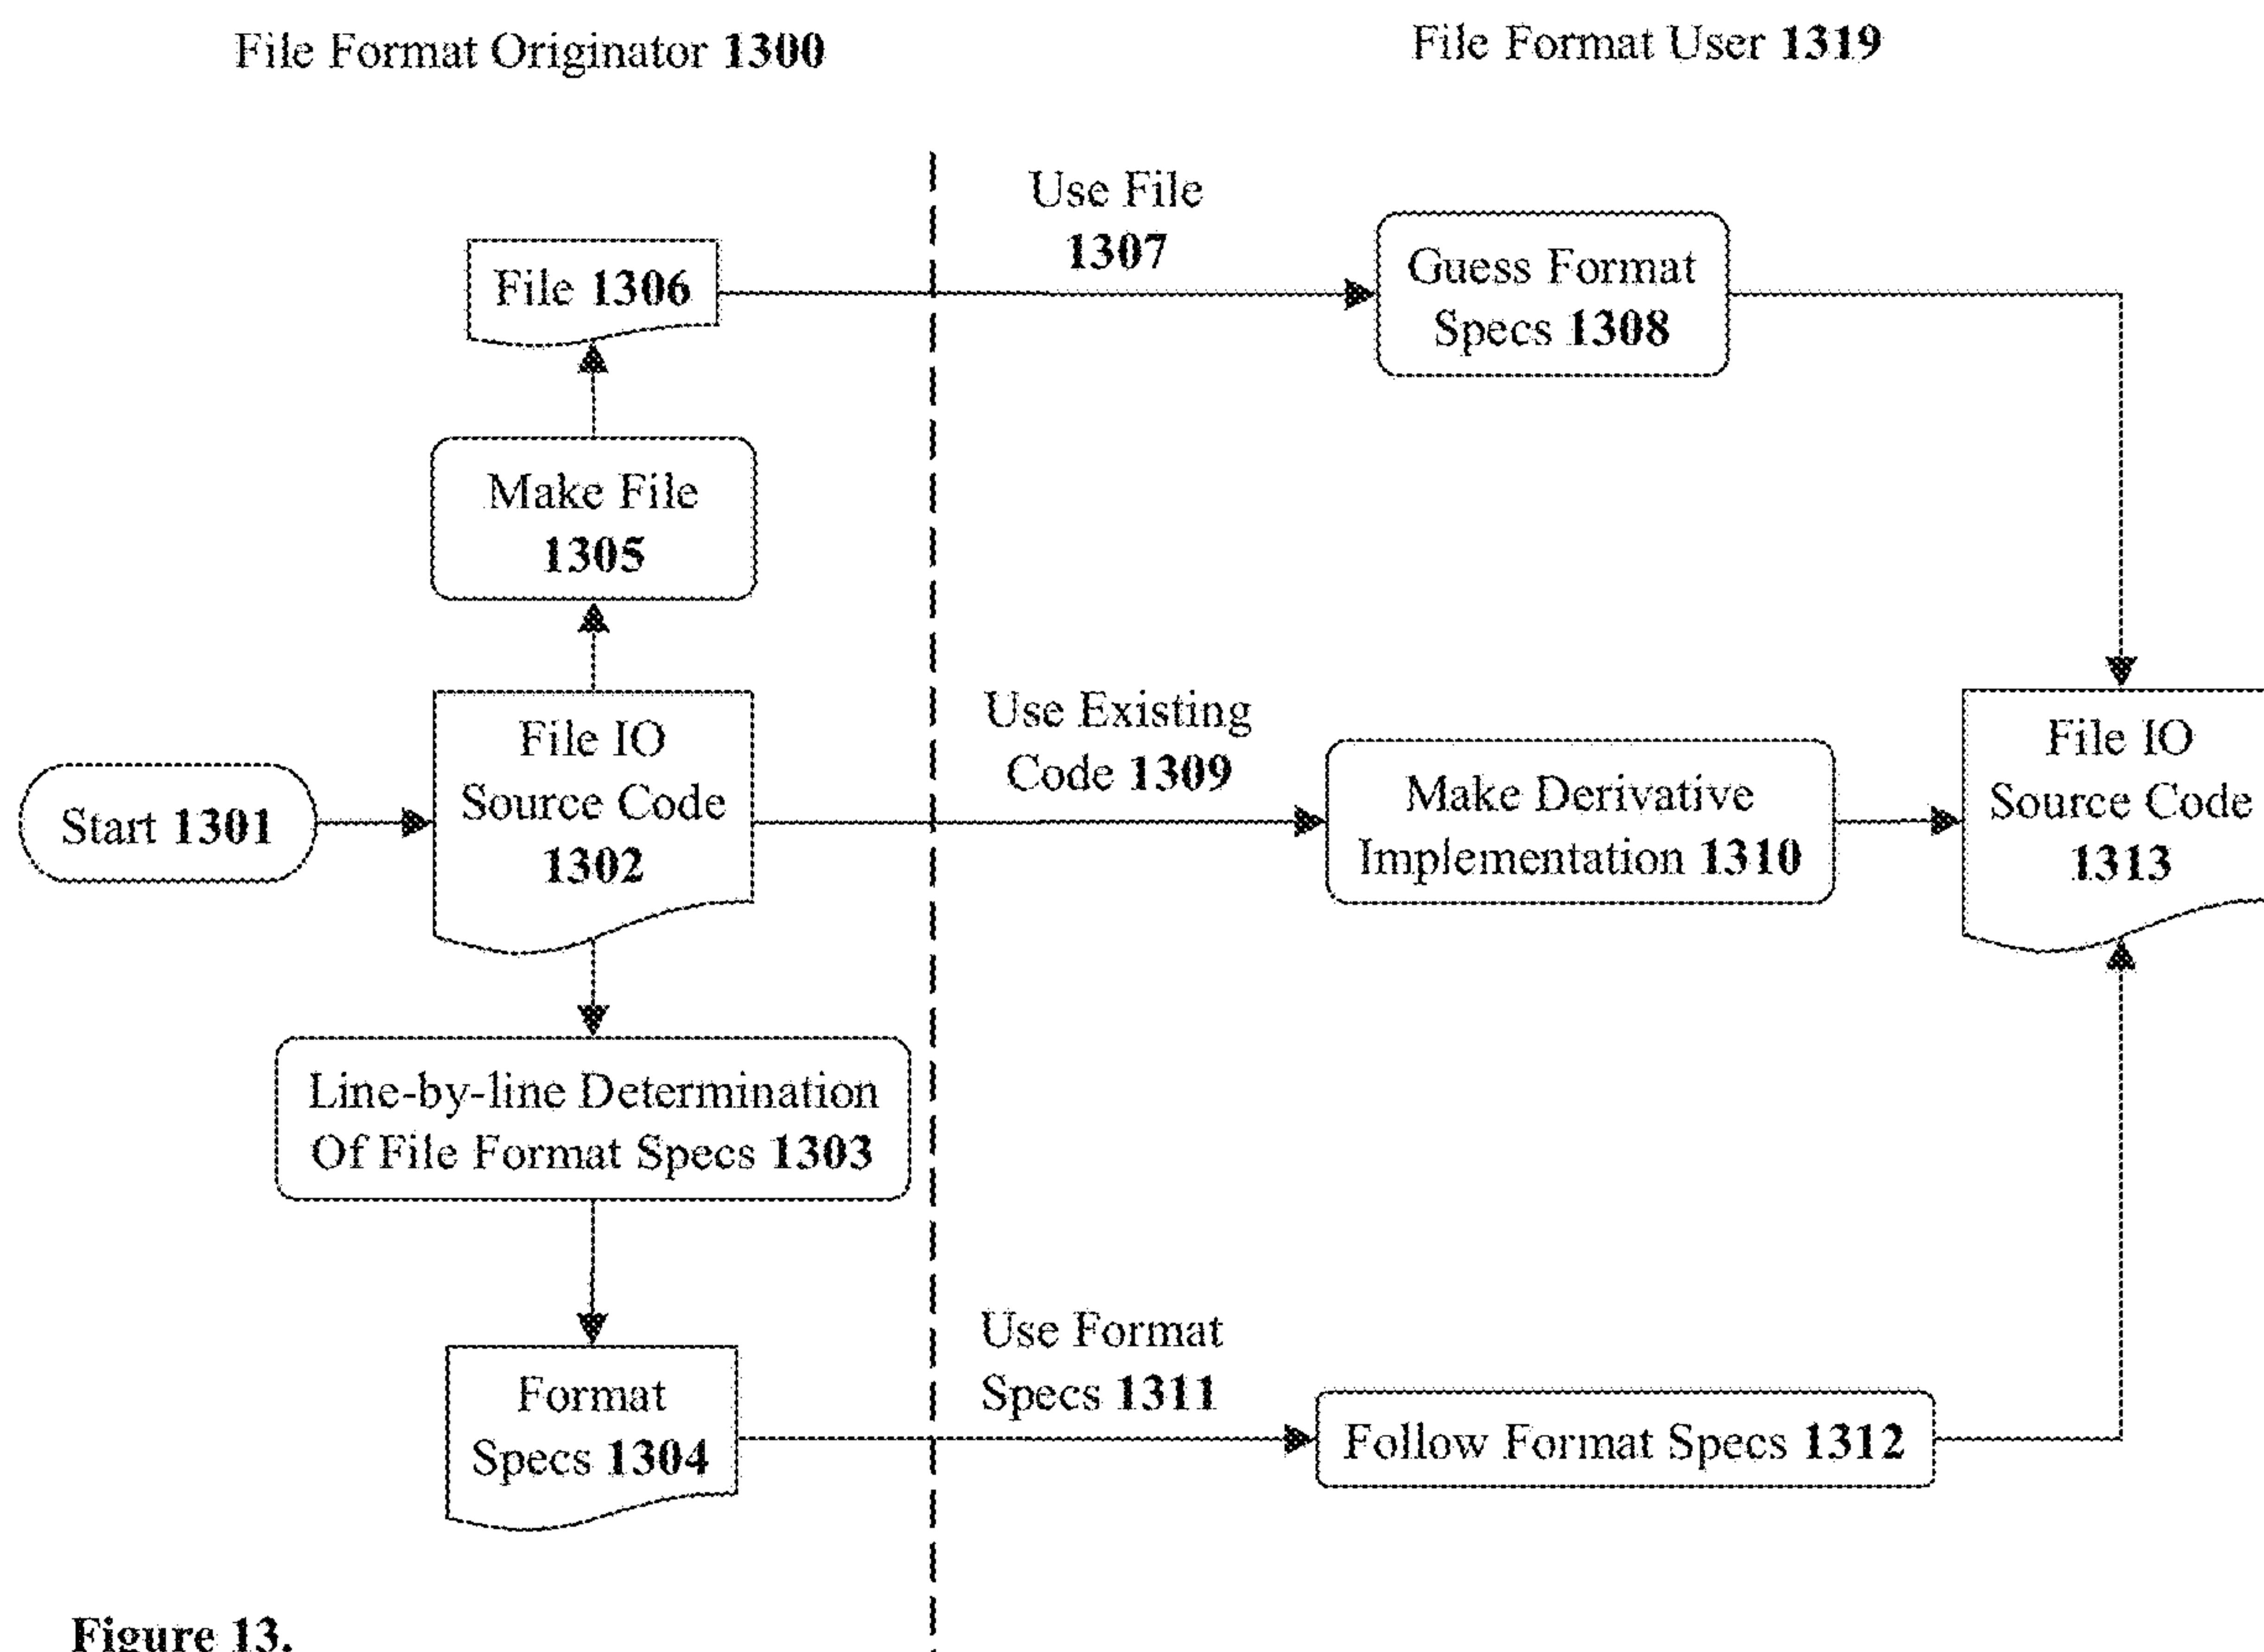 File Format Originator 1300
File Format User 1319
Use File
1307
File 1306
Guess Format
Specs 1308
Make File
1305
Use Existing
Code 1309
File IO
Source Code
1302
Start 1301
Make Derivative
Implementation 1310
File IO
Source Code
1313
Line-by-line Determination
Of File Format Specs 1303
Use Format
Specs 1311
Format
Specs 1304
Follow Format Specs 1312
Figure 13.